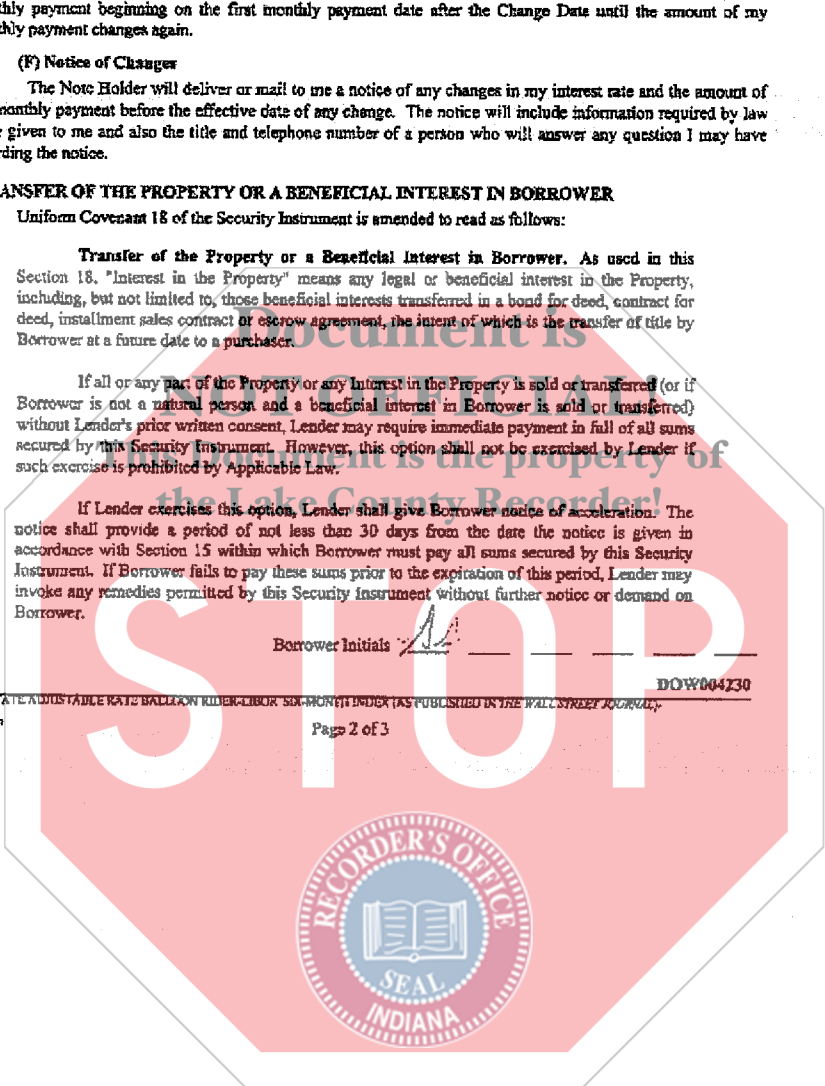 thly payment beginning on the first monthly payment date after the Change Date until the amount of my
thly payment changes again.
(F) Notice of Changes
The Note Holder will deliver or mail to me a notice of any changes in my interest rate and the amount of
monthly payment before the effective date of any change. The notice will include information required by law
given to me and also the title and telephone number of a person who will answer any question I may have
rding the notice.
ANSFER OF THE PROPERTY OR A BENEFICIAL INTEREST IN BORROWER
Uniform Covenant 18 of the Security Instrument is amended to read as follows:
Transfer of the Property or a Beneficial Interest in Borrower. As used in this
Section 18, "Interest in the Property" means any legal or beneficial interest in the Property,
including, but not limited to, those beneficial interests transferred in a bond for deed, contract for
deed, installment sales contract or escrow agreement, the intent of which is the transfer of title by
Borrower at a future date to a purchaser.
If all or any part of the Property or any Interest in the Property is sold or transferred (or if
Borrower is not a natural person and a beneficial interest in Borrower is sold or transferred)
without Lender's prior written consent, Lender may require immediate payment in full of all sums
secured by this Security Instrument. However, this option shall not be exercised by Lender if
such exercise is prohibited by Applicable Law.
If Lender exercises this option, Lender shall give Borrower notice of acceleration. The
notice shall provide a period of not less than 30 days from the date the notice is given in
accordance with Section 15 within which Borrower must pay all sums secured by this Security
Instrument. If Borrower fails to pay these sums prior to the expiration of this period, Lender may
invoke any remedies permitted by this Security Instrument without further notice or demand on
Borrower.
Borrower Initials
DOW004230
ATE ADJUSTABLE RATE BALLOON RIDER-LIBOR SIX-MONTH INDEX (AS PUBLISHED IN THE WALL STREET JOURNAL)-
Page 2 of 3
Document is
NOT OFFICIAL!
This Document is the property of
the Lake County Recorder!
STOP
RECORDER'S OFFICE
SEAL
INDIANA